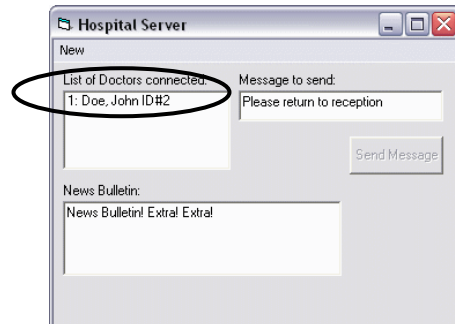 Hospital Server
New
List of Doctors connected:
1: Doe, John ID#2
Message to send:
Please return to reception
Send Message
News Bulletin:
News Bulletin! Extra! Extra!